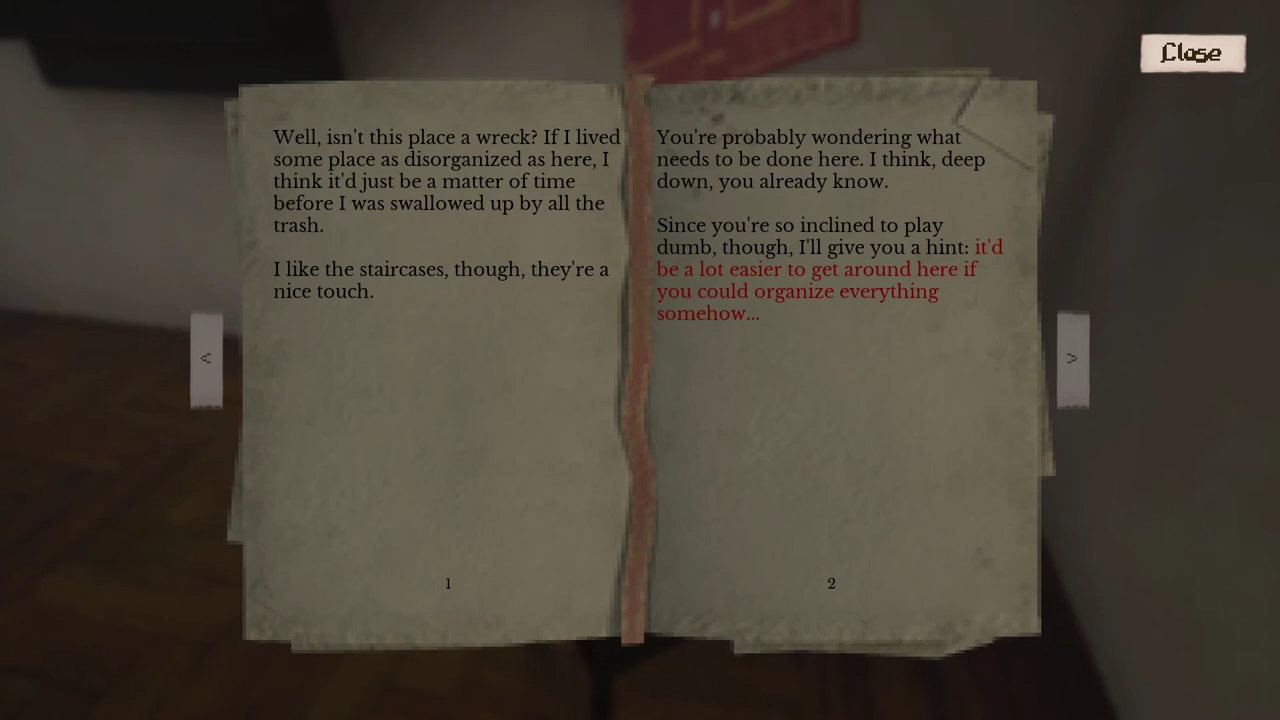 Close
Well, isn't this place a wreck? If I lived
some place as disorganized as here, I
think it'd just be a matter of time
before I was swallowed up by all the
trash.
I like the staircases, though, they're a
nice touch.
1
You're probably wondering what
needs to be done here. I think, deep
down, you already know.
Since you're so inclined to play
dumb, though, I'll give you a hint: it'd
be a lot easier to get around here if
you could organize everything
somehow...
2
<
>